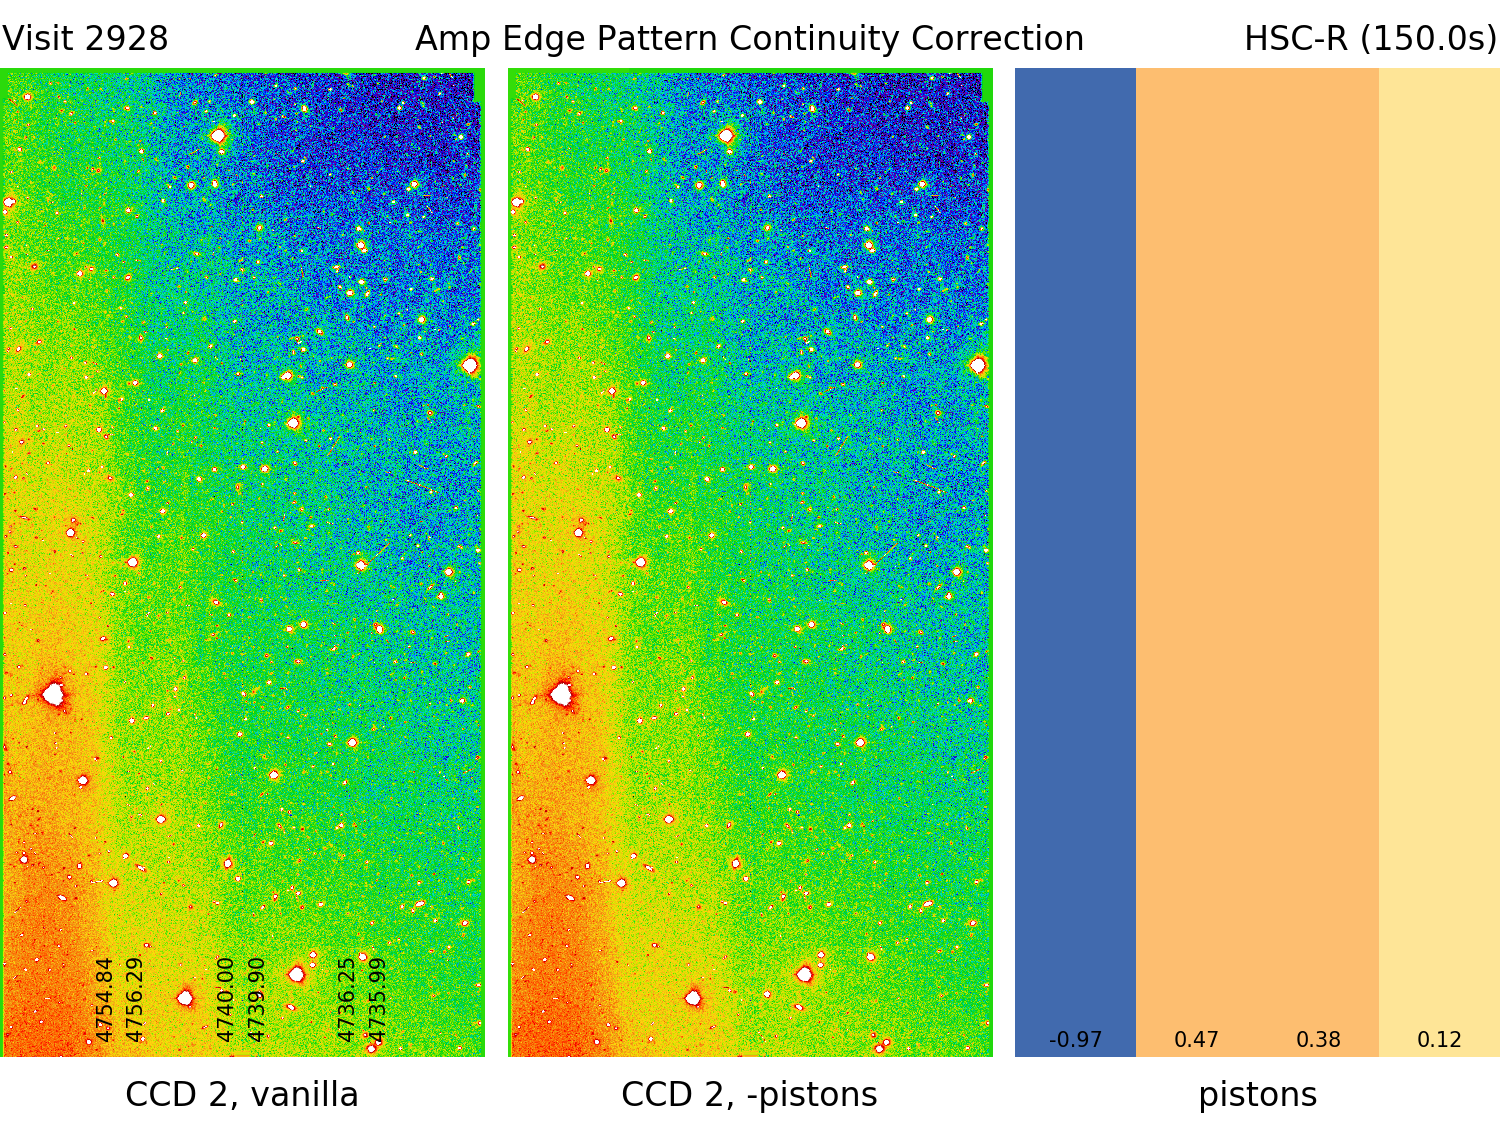 Visit 2928
Amp Edge Pattern Continuity Correction
HSC-R (150.0s)
4754.84
4756.29
4740.00
4739.90
4736.25
4735.99
-0.97
0.47
0.38
0.12
CCD 2, vanilla
CCD 2, -pistons
pistons